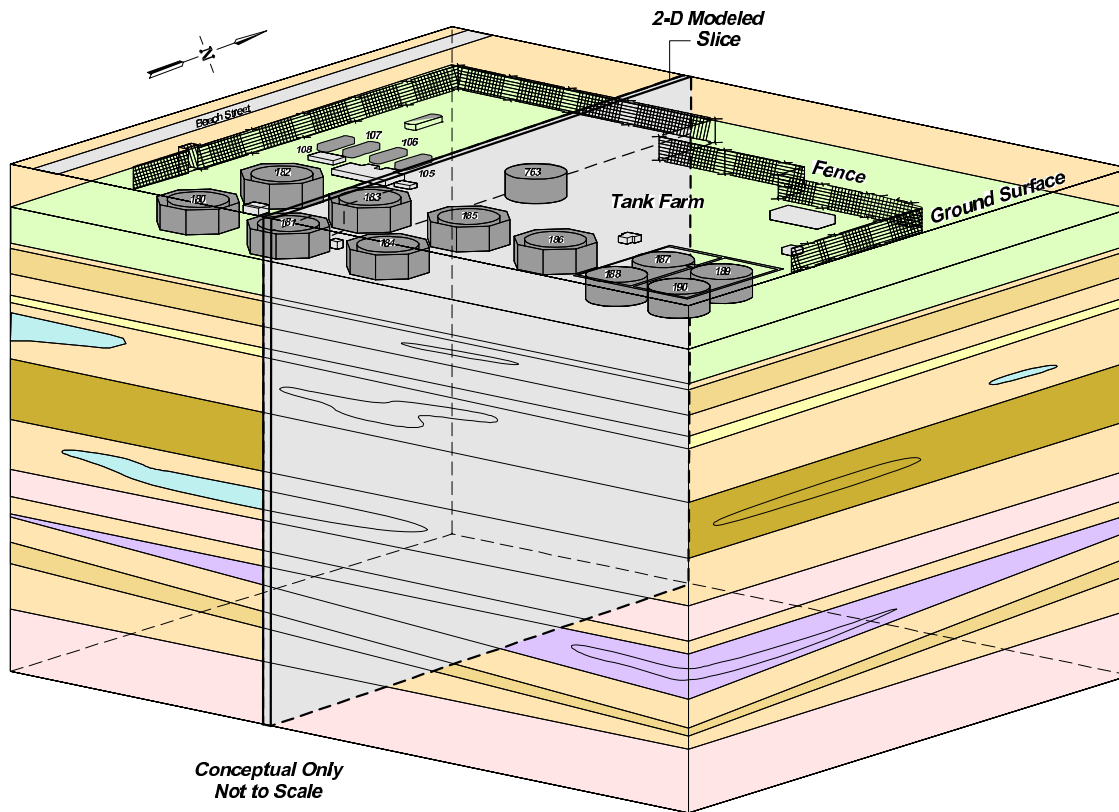 2-D Modeled
Slice
N
Beach Street
107
106
108
105
182
763
180
183
Fence
Tank Farm
Ground Surface
181
185
184
186
187
188
189
190
Conceptual Only
Not to Scale